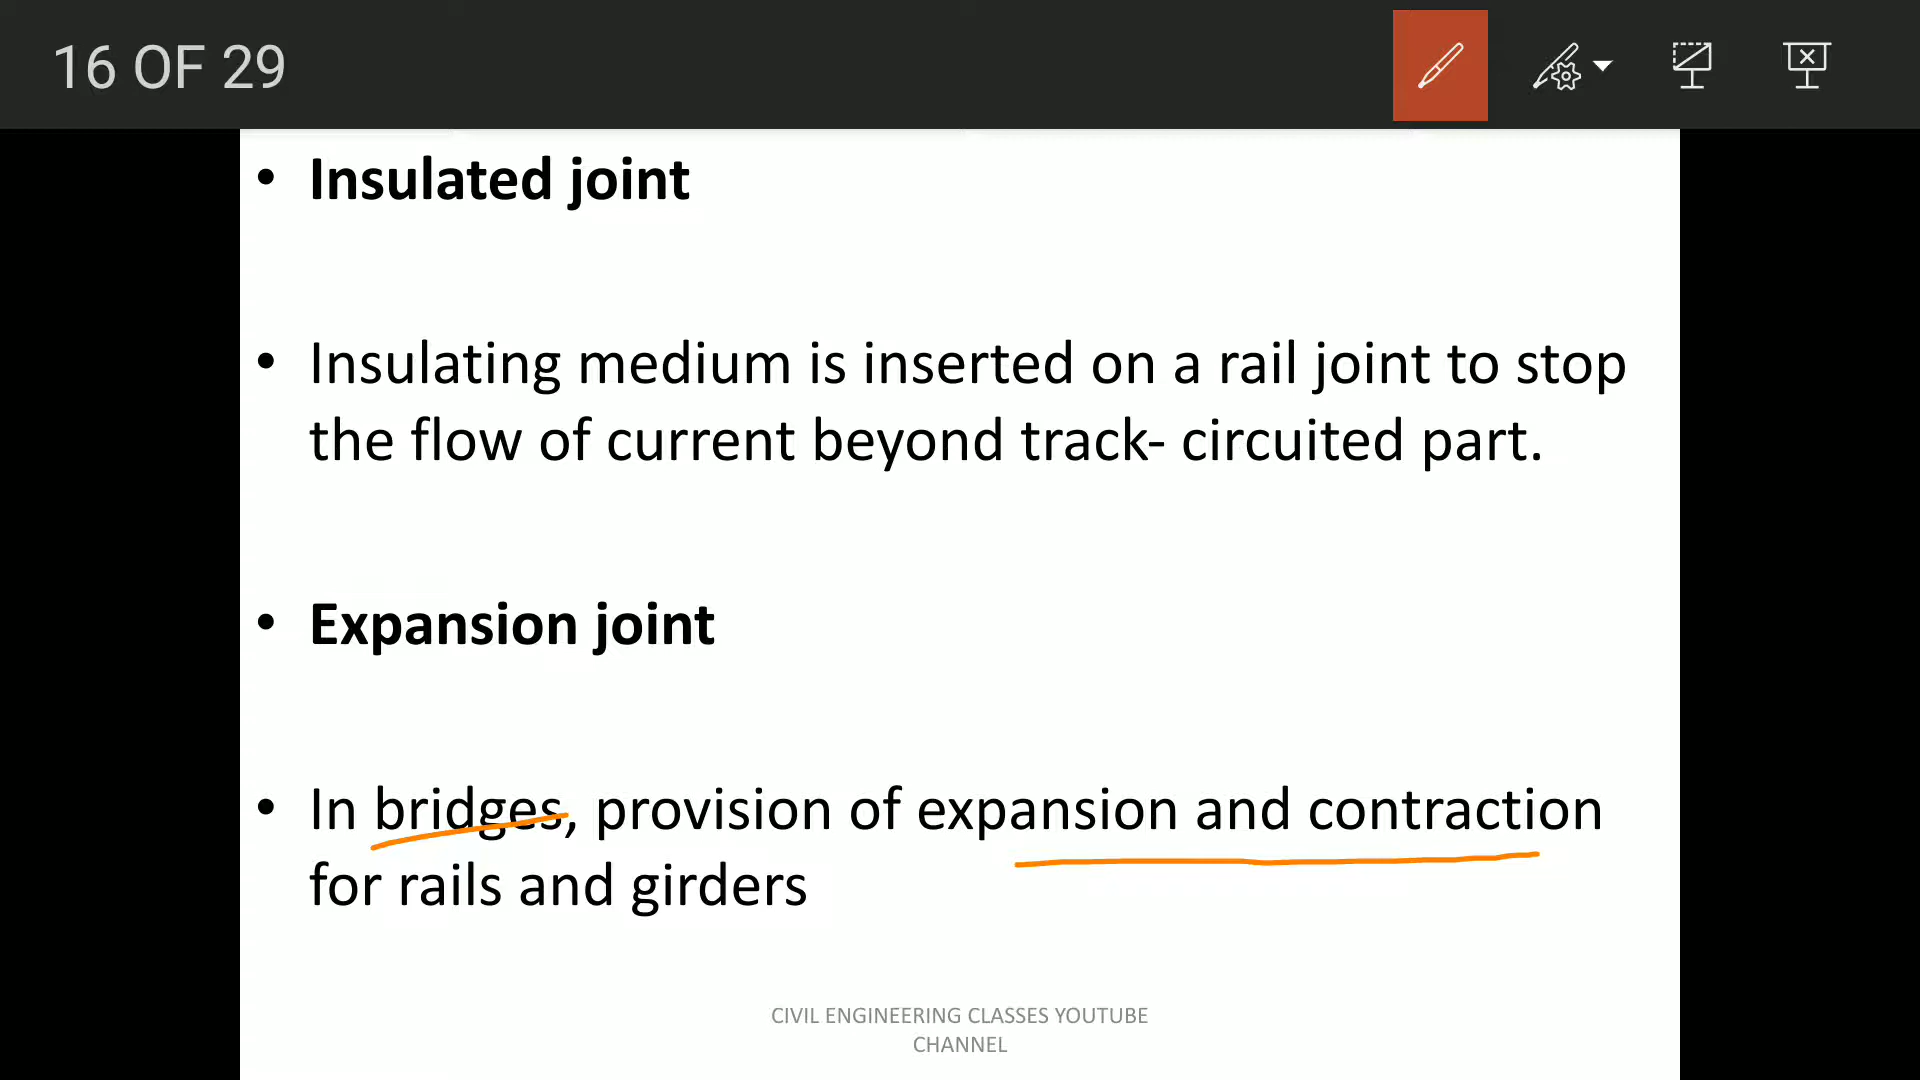 16 OF 29
• Insulated joint
• Insulating medium is inserted on a rail joint to stop
the flow of current beyond track- circuited part.
• Expansion joint
• In bridges, provision of expansion and contraction
for rails and girders
CIVIL ENGINEERING CLASSES YOUTUBE
CHANNEL